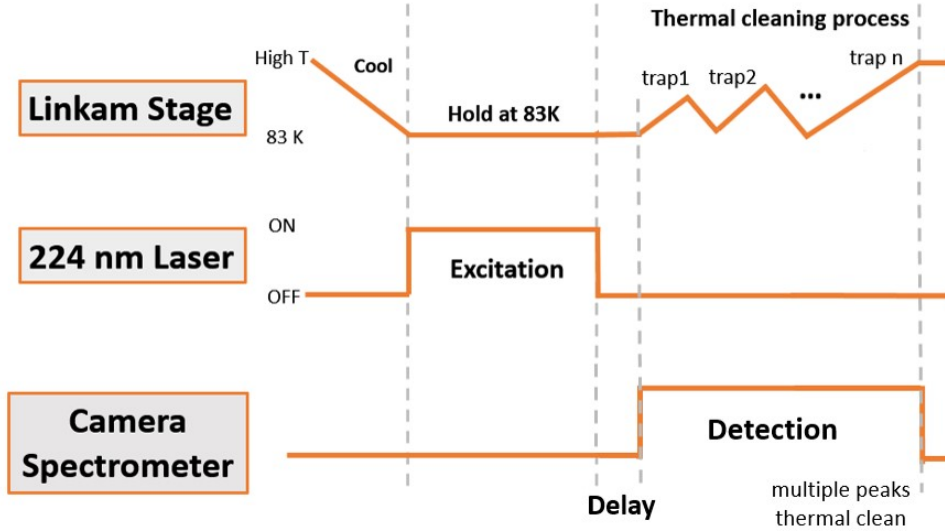 Thermal cleaning process
High T
Cool
trap1
trap2
...
trap n
Linkam Stage
Hold at 83K
83 K
ON
224 nm Laser
Excitation
OFF
Camera
Spectrometer
Detection
Delay
multiple peaks
thermal clean